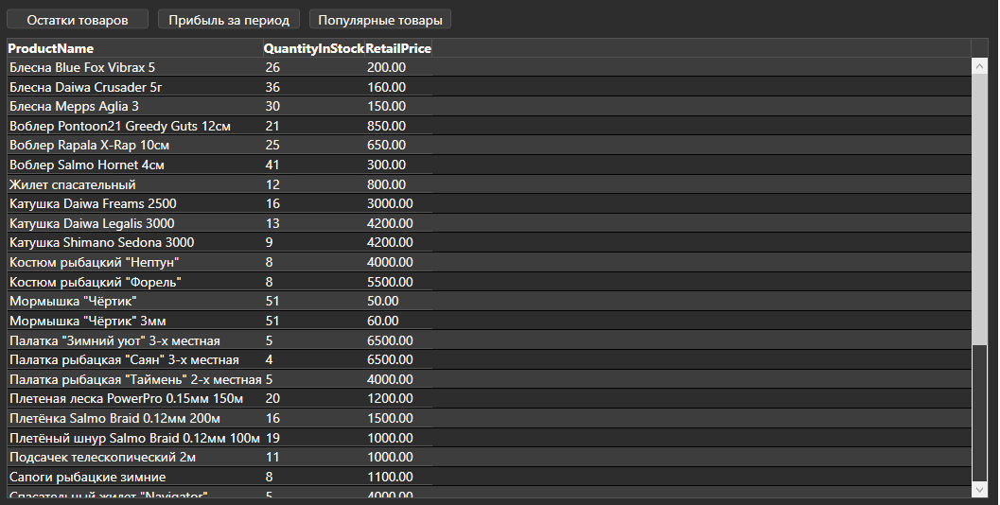 Остатки товаров Прибыль за период Популярные товары
ProductName QuantityInStock RetailPrice
Блесна Blue Fox Vibrax 5 26 200.00
Блесна Daiwa Crusader 5г 36 160.00
Блесна Mepps Aglia 3 30 150.00
Воблер Pontoon21 Greedy Guts 12см 21 850.00
Воблер Rapala X-Rap 10см 25 650.00
Воблер Salmo Hornet 4см 41 300.00
Жилет спасательный 12 800.00
Катушка Daiwa Freams 2500 16 3000.00
Катушка Daiwa Legalis 3000 13 4200.00
Катушка Shimano Sedona 3000 9 4200.00
Костюм рыбацкий "Нептун" 8 4000.00
Костюм рыбацкий "Форель" 8 5500.00
Мормышка "Чёртик" 51 50.00
Мормышка "Чёртик" 3мм 51 60.00
Палатка "Зимний уют" 3-х местная 5 6500.00
Палатка рыбацкая "Саян" 3-х местная 4 6500.00
Палатка рыбацкая "Таймень" 2-х местная 5 4000.00
Плетеная леска PowerPro 0.15мм 150м 20 1200.00
Плетёнка Salmo Braid 0.12мм 200м 16 1500.00
Плетёный шнур Salmo Braid 0.12мм 100м 19 1000.00
Подсачек телескопический 2м 11 1000.00
Сапоги рыбацкие зимние 8 1100.00
Спасательный жилет "Navigator" 5 4000.00